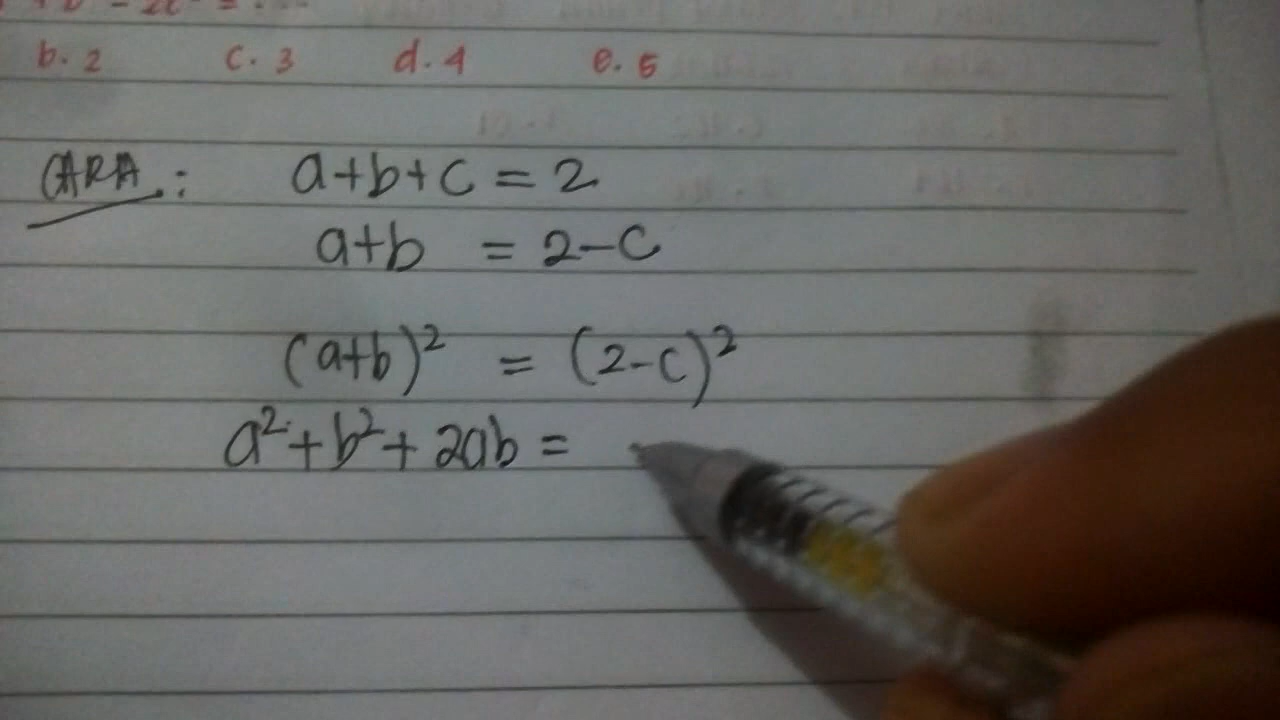 b. 2 c. 3 d. 4 e. 5
CARA : a+b+c = 2
a+b = 2-c
(a+b)² = (2-c)²
a²+b²+2ab =